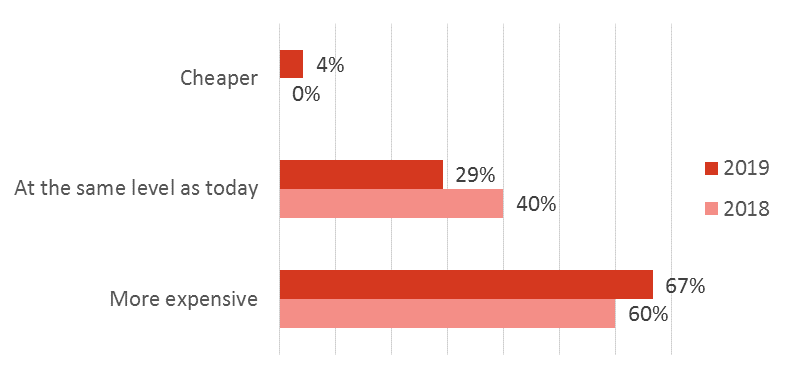 Cheaper
4%
0%
At the same level as today
29%
40%
More expensive
67%
60%
2019
2018